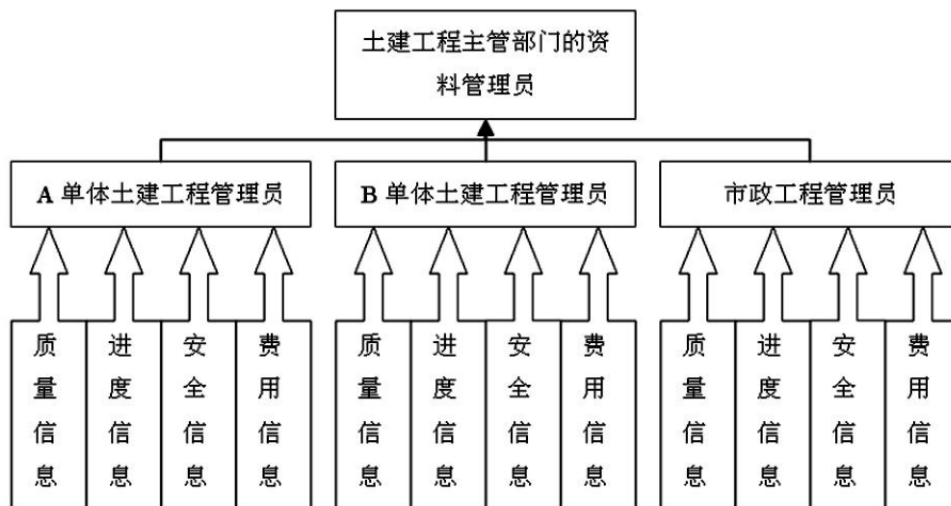 土建工程主管部门的资
料管理员
A 单体土建工程管理员
B 单体土建工程管理员
市政工程管理员
质量信息
进度信息
安全信息
费用信息
质量信息
进度信息
安全信息
费用信息
质量信息
进度信息
安全信息
费用信息